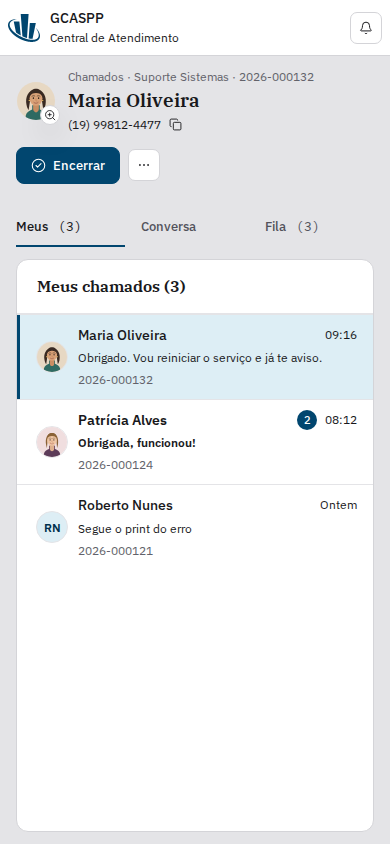 GCASPP
Central de Atendimento
Chamados · Suporte Sistemas · 2026-000132
Maria Oliveira
(19) 99812-4477
Encerrar
Meus (3) Conversa Fila (3)
Meus chamados (3)
Maria Oliveira 09:16
Obrigado. Vou reiniciar o serviço e já te aviso.
2026-000132
Patrícia Alves 2 08:12
Obrigada, funcionou!
2026-000124
RN Roberto Nunes Ontem
Segue o print do erro
2026-000121